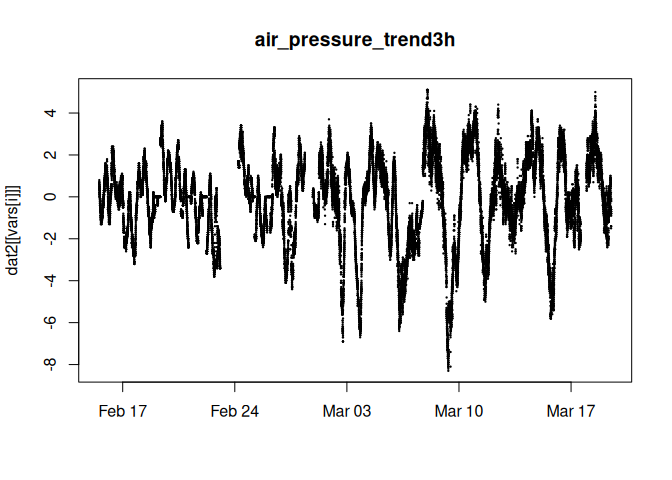 air_pressure_trend3h
dat2[[vars[i]]]
4
2
0
-2
-4
-6
-8
Feb 17
Feb 24
Mar 03
Mar 10
Mar 17